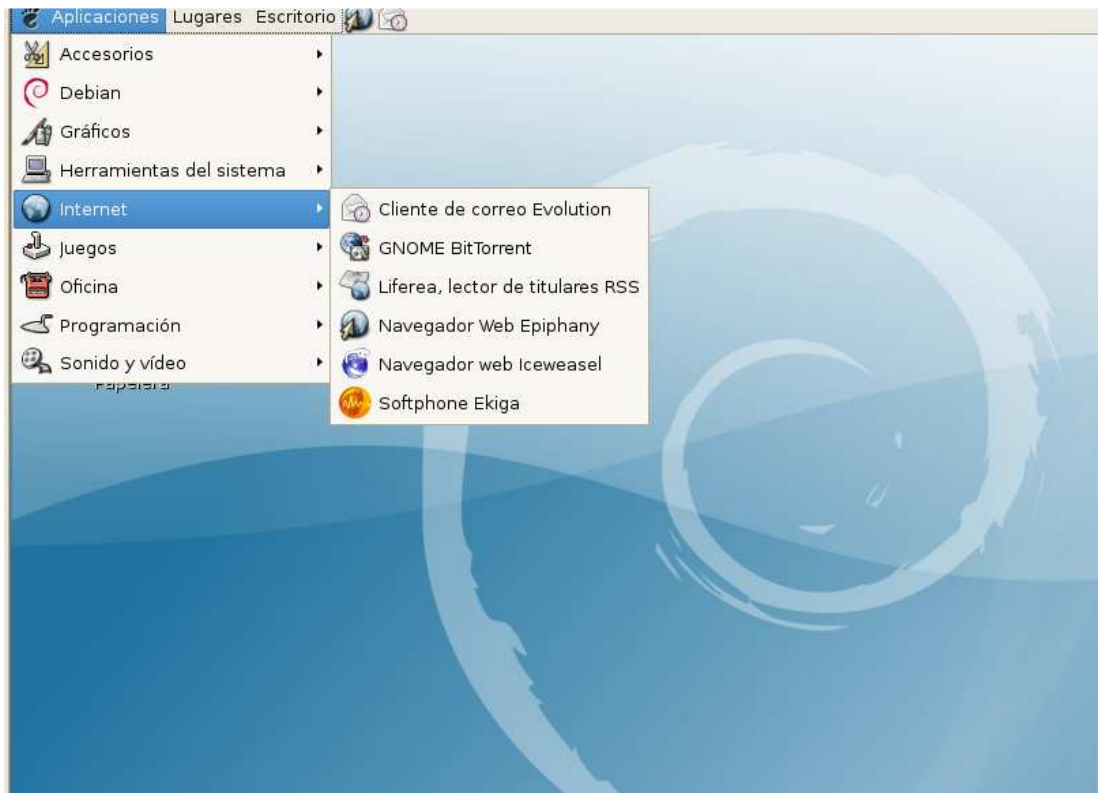 Aplicaciones Lugares Escritorio
Accesorios
Debian
Gráficos
Herramientas del sistema
Internet
Juegos
Oficina
Programación
Sonido y vídeo
Papelera
Cliente de correo Evolution
GNOME BitTorrent
Liferea, lector de titulares RSS
Navegador Web Epiphany
Navegador web Iceweasel
Softphone Ekiga